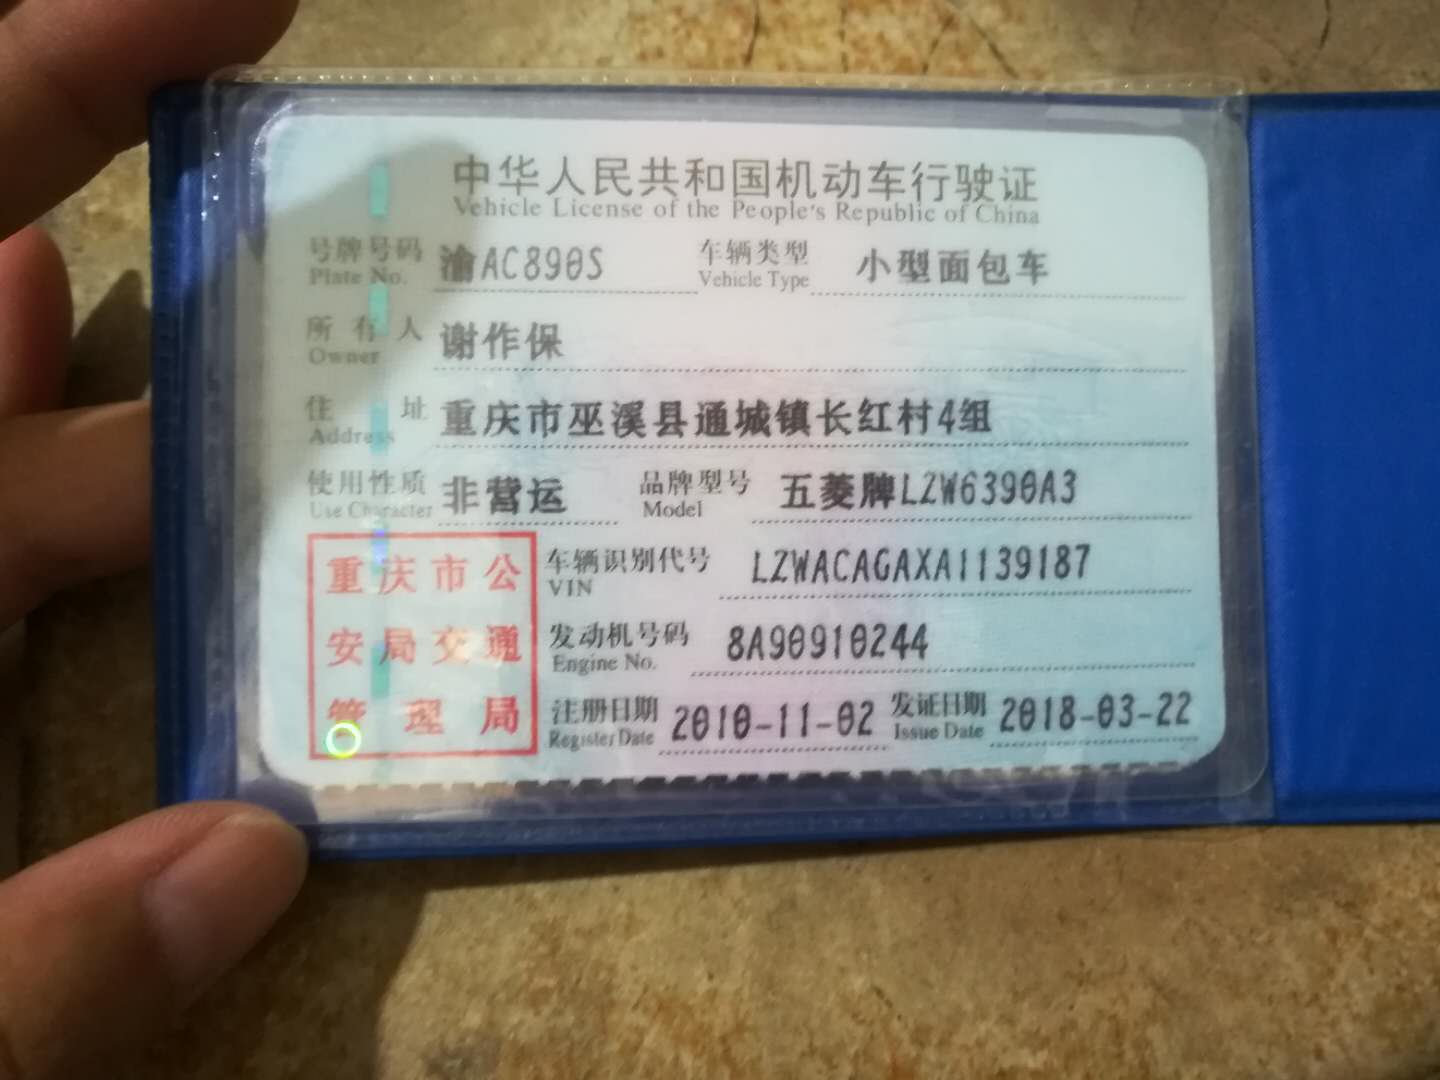 中华人民共和国机动车行驶证
Vehicle License of the People's Republic of China
号牌号码 渝AC890S 车辆类型 小型面包车
Plate No. Vehicle Type
所有人 谢作保
Owner
住址 重庆市巫溪县通城镇长红村4组
Address
使用性质 非营运 品牌型号 五菱牌LZW6390A3
Use Character Model
车辆识别代号 LZWACAGAXA1139187
VIN
发动机号码 8A90910244
Engine No.
注册日期 2010-11-02 发证日期 2018-03-22
Register Date Issue Date
重庆市公
安局交通
管理局